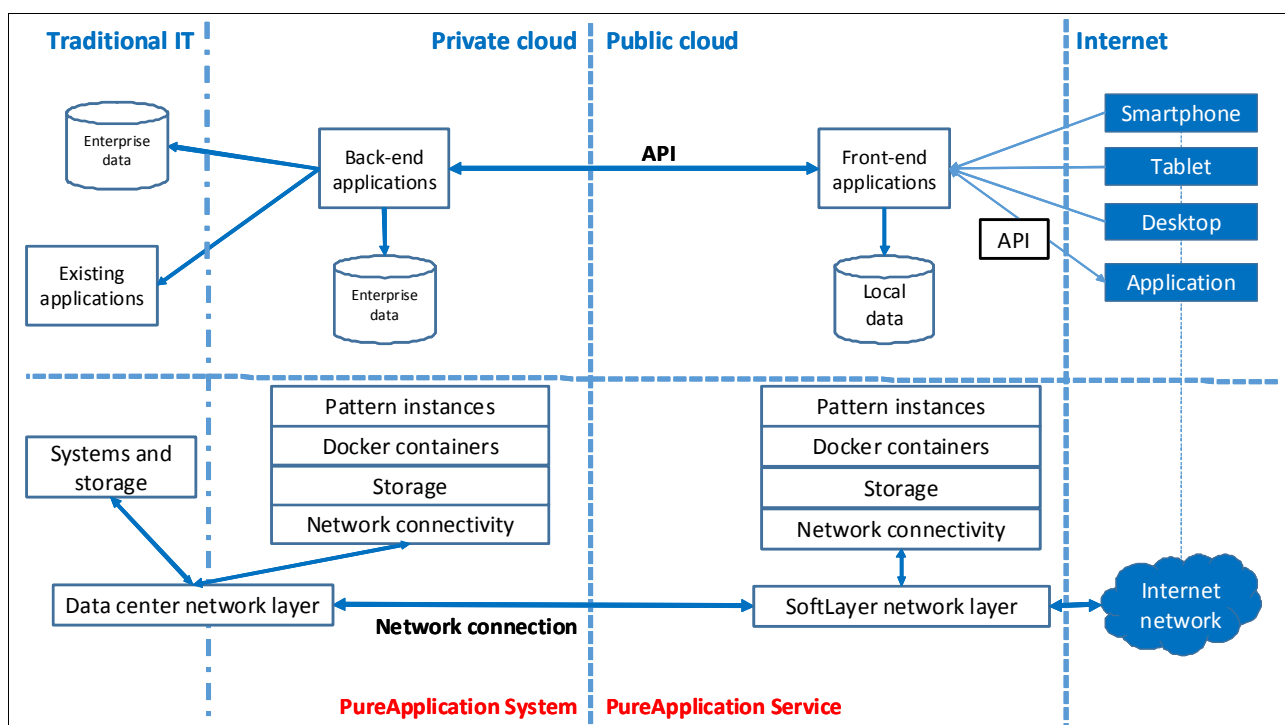 Traditional IT
Private cloud
Public cloud
Internet
Enterprise
data
Back-end
applications
API
Front-end
applications
Smartphone
Tablet
Desktop
Application
API
Existing
applications
Enterprise
data
Local
data
Systems and
storage
Pattern instances
Docker containers
Storage
Network connectivity
Pattern instances
Docker containers
Storage
Network connectivity
Data center network layer
Network connection
SoftLayer network layer
Internet
network
PureApplication System
PureApplication Service